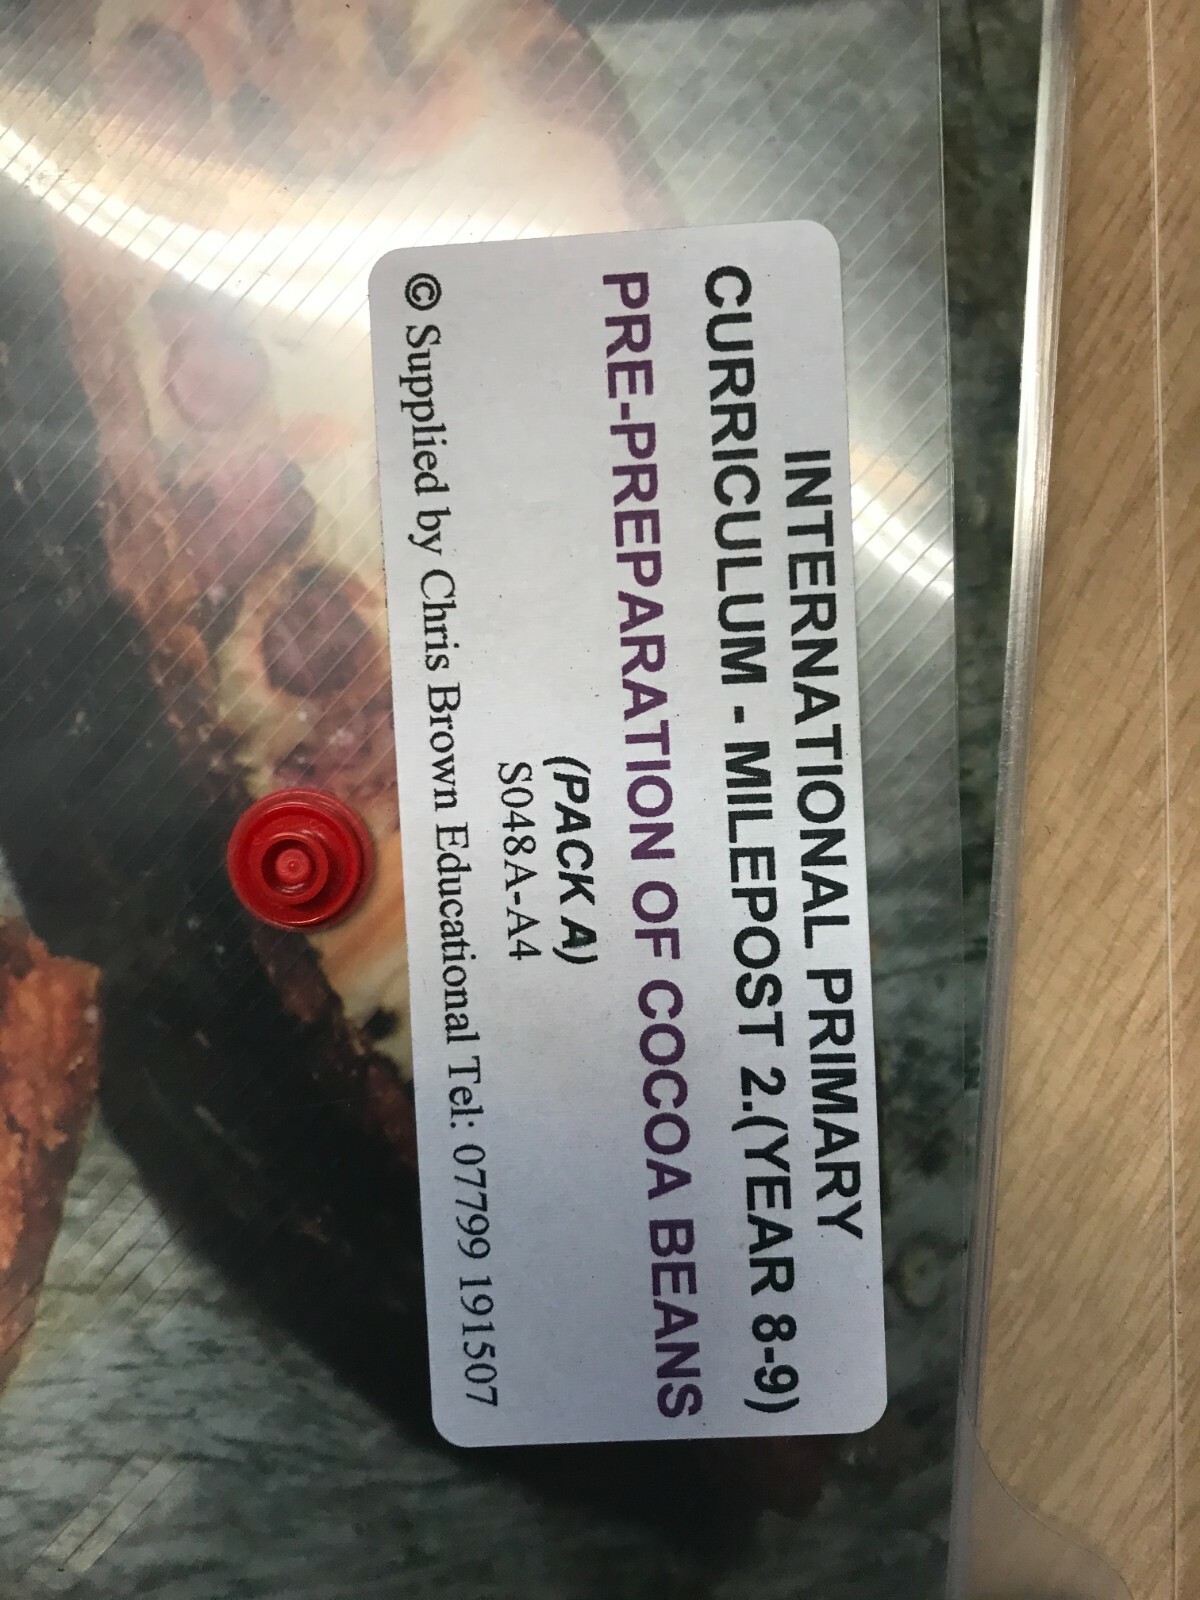 INTERNATIONAL PRIMARY
CURRICULUM - MILEPOST 2.(YEAR 8-9)
PRE-PREPARATION OF COCOA BEANS
(PACK A)
S048A-A4
© Supplied by Chris Brown Educational Tel: 07799 191507